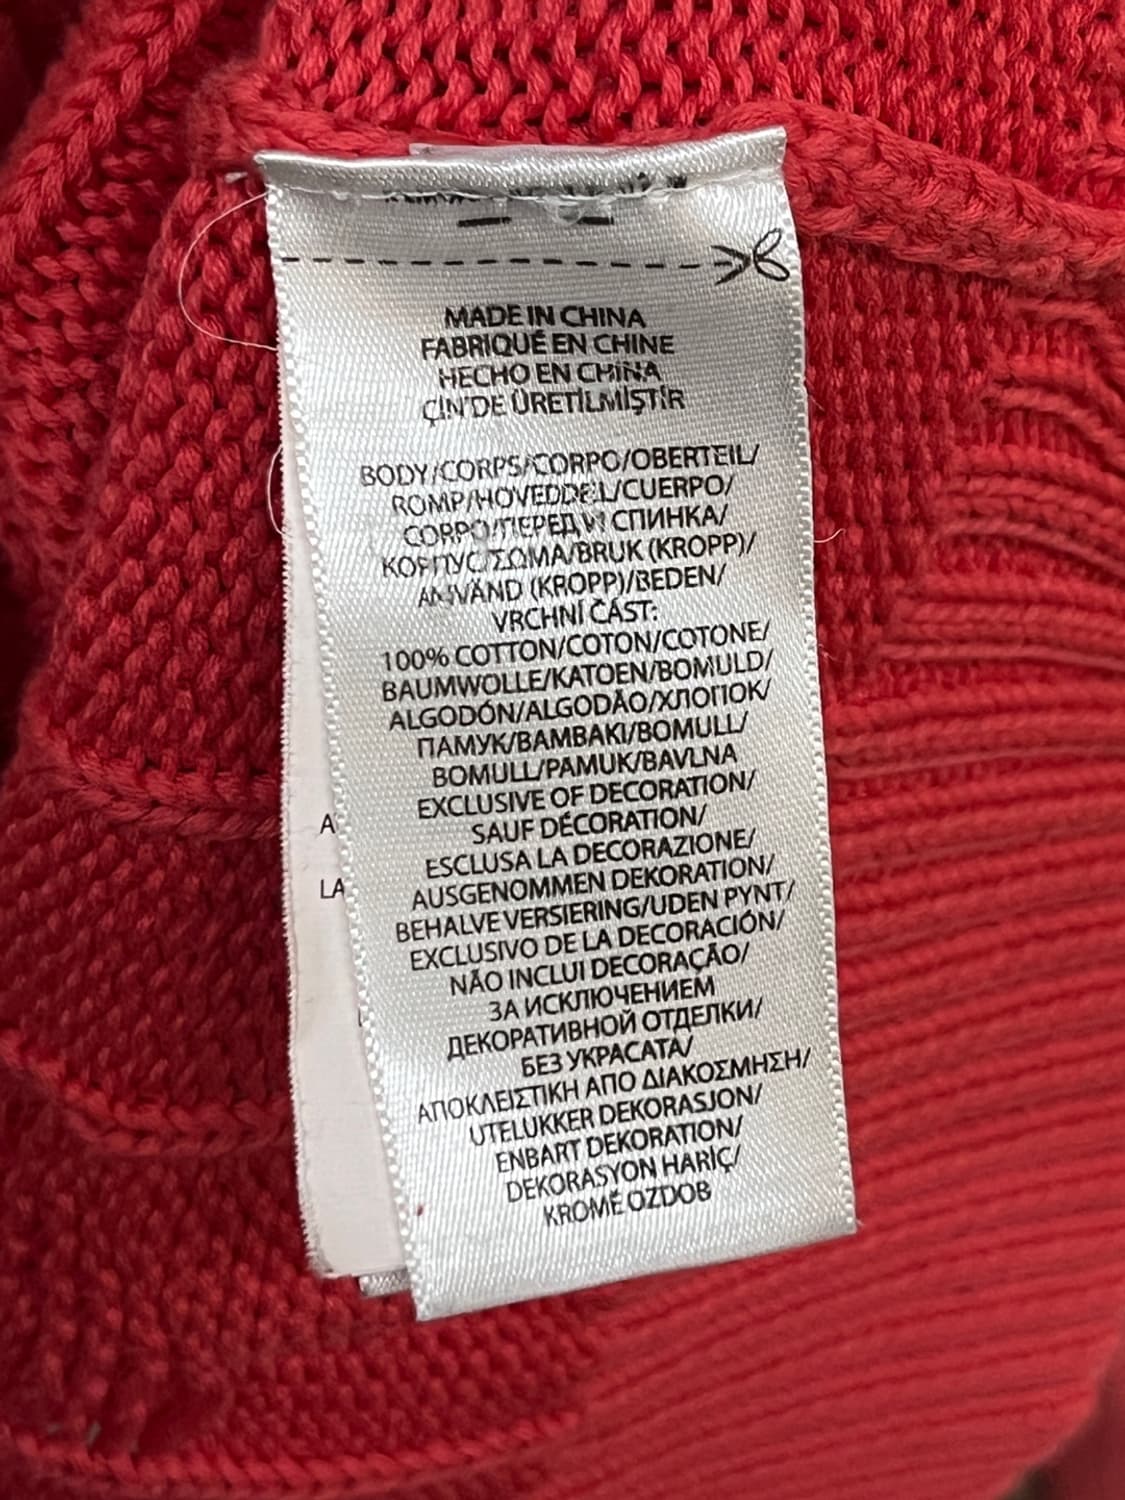 MADE IN CHINA
FABRIQUÉ EN CHINE
HECHO EN CHINA
ÇİN'DE ÜRETİLMİŞTİR
BODY/CORPS/CORPO/OBERTEIL/
ROMP/HOVEDDEL/CUERPO/
CORPO/ПЕРЕД И СПИНКА/
КОРПУС/ΣΩΜΑ/BRUK (KROPP)/
ANVÄND (KROPP)/BEDEN/
VRCHNÍ ČÁST:
100% COTTON/COTON/COTONE/
BAUMWOLLE/KATOEN/BOMULD/
ALGODÓN/ALGODÃO/ХЛОПОК/
ПАМУК/ΒΑΜΒΑΚΙ/BOMULL/
BOMULL/PAMUK/BAVLNA
EXCLUSIVE OF DECORATION/
SAUF DÉCORATION/
ESCLUSA LA DECORAZIONE/
AUSGENOMMEN DEKORATION/
BEHALVE VERSIERING/UDEN PYNT/
EXCLUSIVO DE LA DECORACIÓN/
NÃO INCLUI DECORAÇÃO/
ЗА ИСКЛЮЧЕНИЕМ
ДЕКОРАТИВНОЙ ОТДЕЛКИ/
БЕЗ УКРАСАТА/
ΑΠΟΚΛΕΙΣΤΙΚΗ ΑΠΟ ΔΙΑΚΟΣΜΗΣΗ/
UTELUKKER DEKORASJON/
ENBART DEKORATION/
DEKORASYON HARİÇ/
KROMĚ OZDOB
A
LA